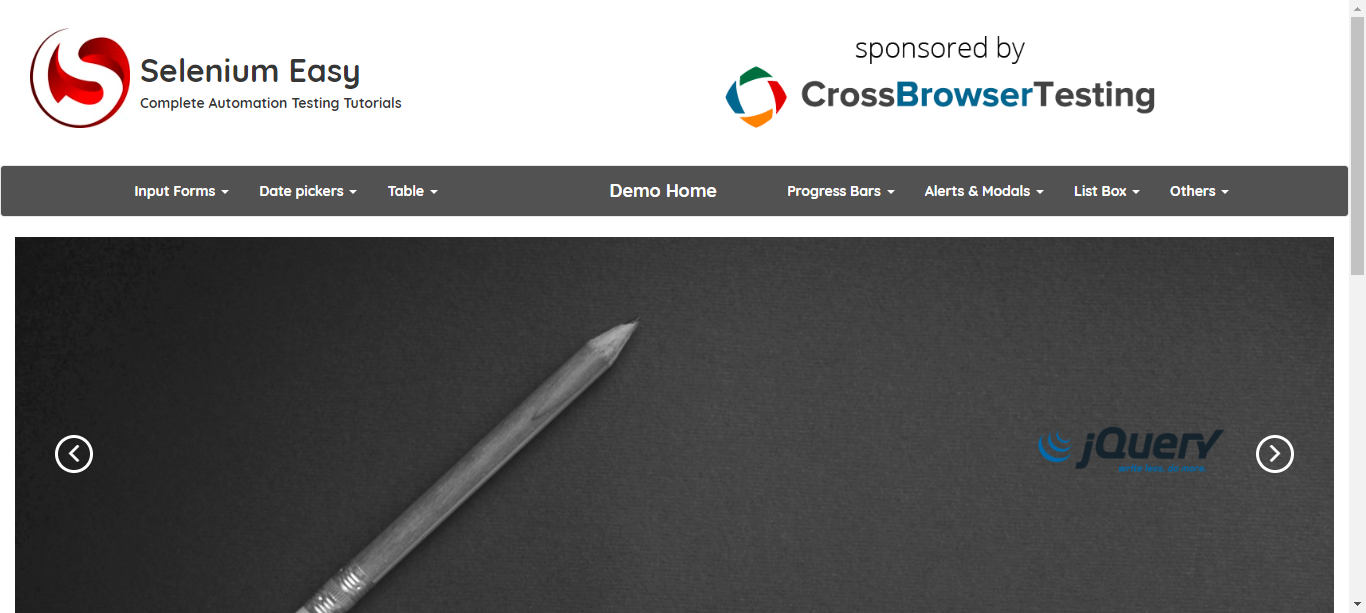 Selenium Easy
Complete Automation Testing Tutorials
sponsored by
CrossBrowserTesting
Input Forms
Date pickers
Table
Demo Home
Progress Bars
Alerts & Modals
List Box
Others
jQuery
write less, do more.